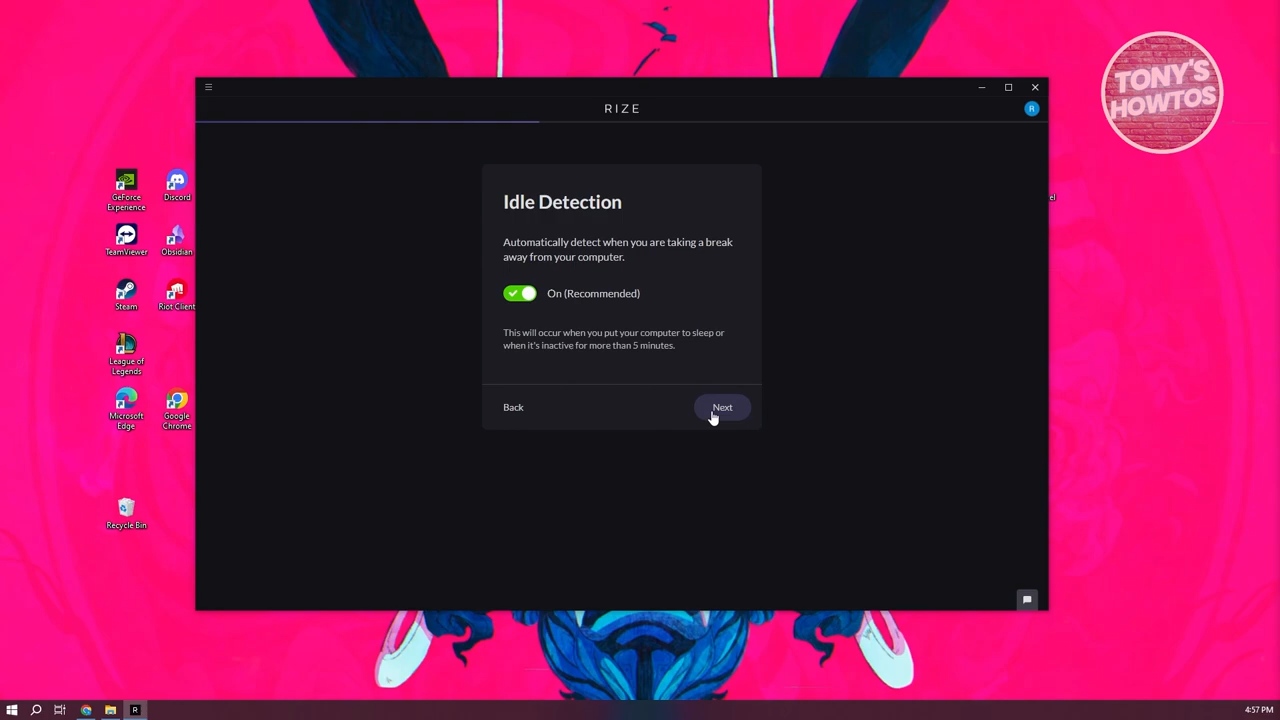 TONY'S
HOWTOS
RIZE
R
GeForce
Experience
Discord
TeamViewer
Obsidian
Steam
Riot Client
League of
Legends
Microsoft
Edge
Google
Chrome
Recycle Bin
Idle Detection
Automatically detect when you are taking a break
away from your computer.
On (Recommended)
This will occur when you put your computer to sleep or
when it's inactive for more than 5 minutes.
Back
Next
R
4:57 PM